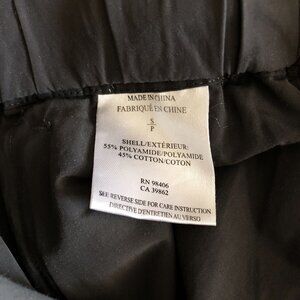 MADE IN CHINA
FABRIQUÉ EN CHINE
S
P
SHELL/EXTÉRIEUR:
55% POLYAMIDE/POLYAMIDE
45% COTTON/COTON
RN 98406
CA 39862
SEE REVERSE SIDE FOR CARE INSTRUCTION
DIRECTIVE D'ENTRETIEN AU VERSO